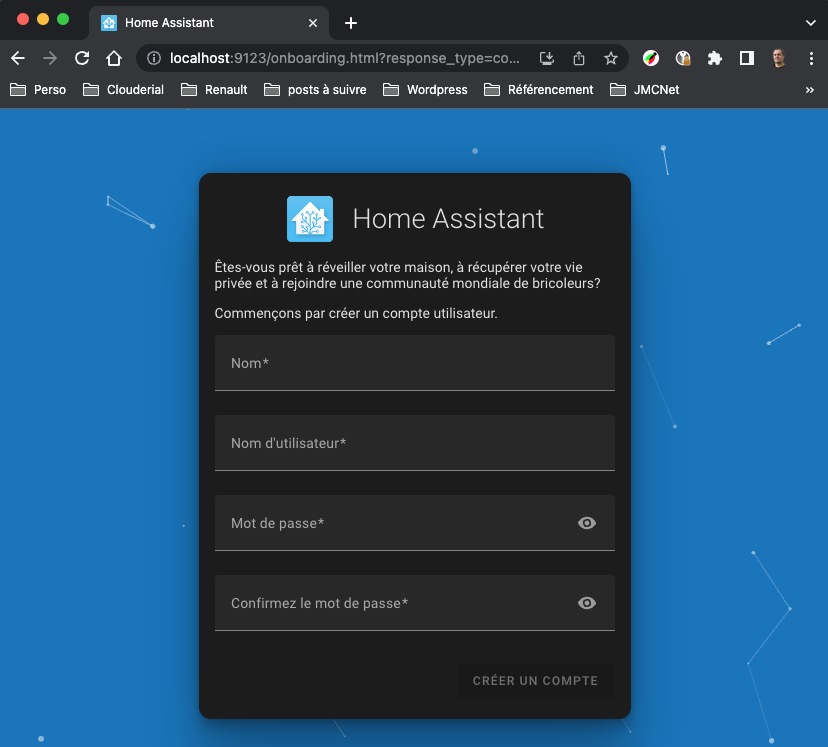 Home Assistant
localhost:9123/onboarding.html?response_type=co...
Perso
Clouderial
Renault
posts à suivre
Wordpress
Référencement
JMCNet
»
Home Assistant
Êtes-vous prêt à réveiller votre maison, à récupérer votre vie
privée et à rejoindre une communauté mondiale de bricoleurs?
Commençons par créer un compte utilisateur.
Nom*
Nom d'utilisateur*
Mot de passe*
Confirmez le mot de passe*
CRÉER UN COMPTE